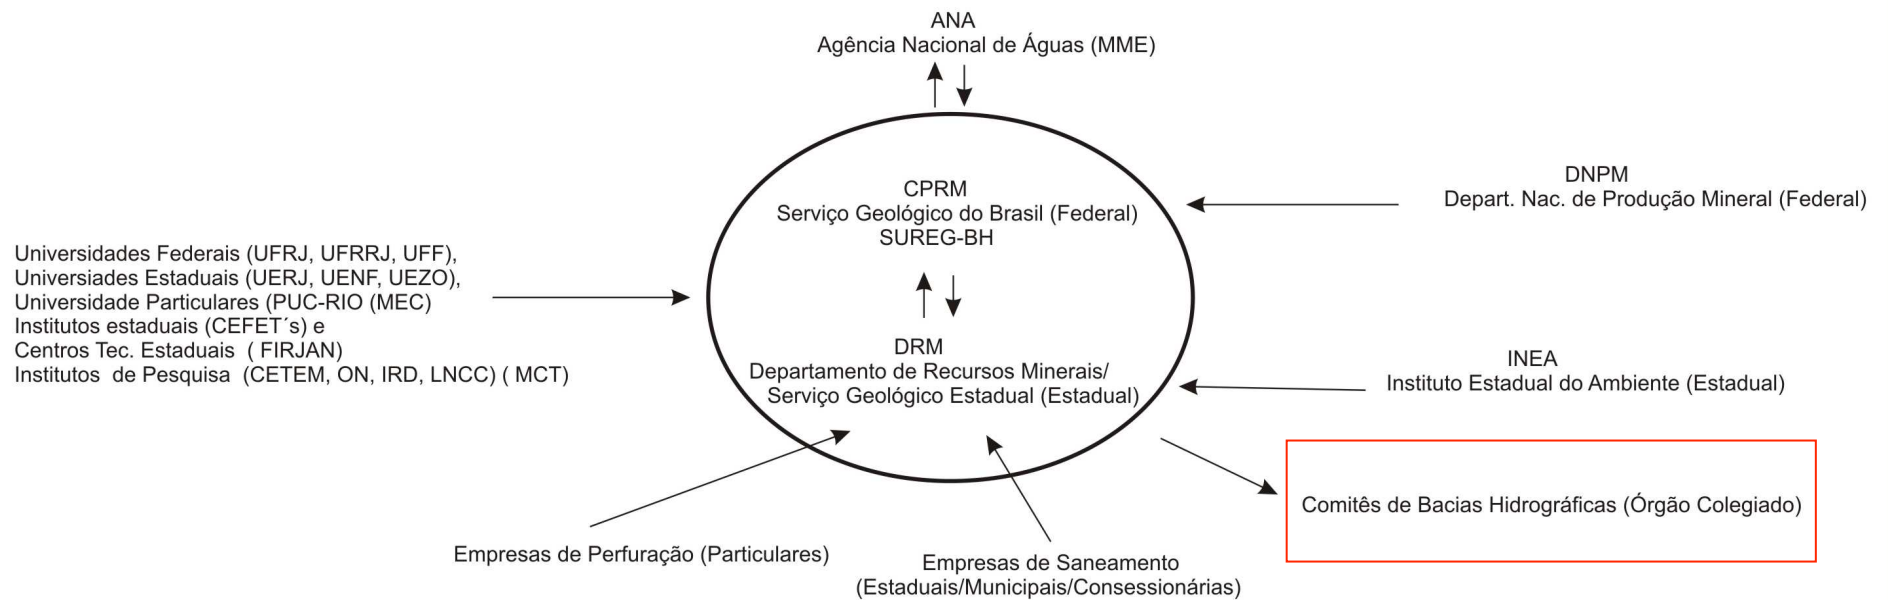 ANA
Agência Nacional de Águas (MME)
CPRM
Serviço Geológico do Brasil (Federal)
SUREG-BH
DNPM
Depart. Nac. de Produção Mineral (Federal)
Universidades Federais (UFRJ, UFRRJ, UFF),
Universiades Estaduais (UERJ, UENF, UEZO),
Universidade Particulares (PUC-RIO (MEC)
Institutos estaduais (CEFET´s) e
Centros Tec. Estaduais ( FIRJAN)
Institutos de Pesquisa (CETEM, ON, IRD, LNCC) ( MCT)
DRM
Departamento de Recursos Minerais/
Serviço Geológico Estadual (Estadual)
INEA
Instituto Estadual do Ambiente (Estadual)
Comitês de Bacias Hidrográficas (Órgão Colegiado)
Empresas de Perfuração (Particulares)
Empresas de Saneamento
(Estaduais/Municipais/Consessionárias)